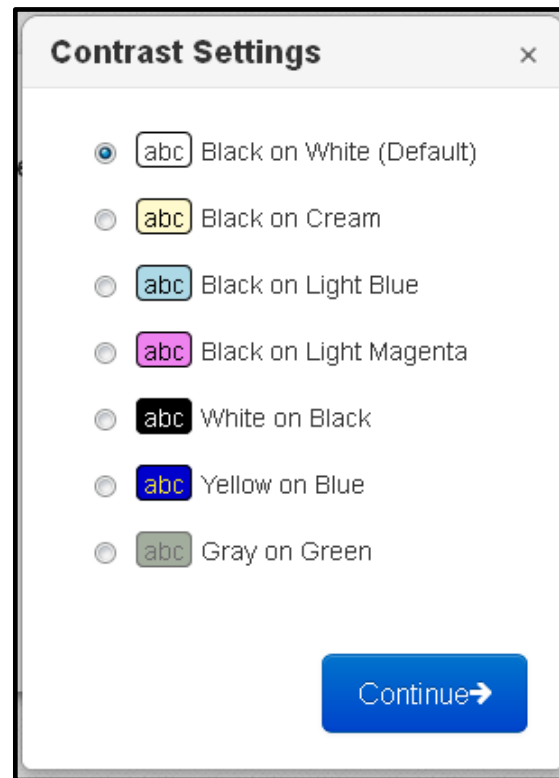 Contrast Settings ×
abc Black on White (Default)
abc Black on Cream
abc Black on Light Blue
abc Black on Light Magenta
abc White on Black
abc Yellow on Blue
abc Gray on Green
Continue➔